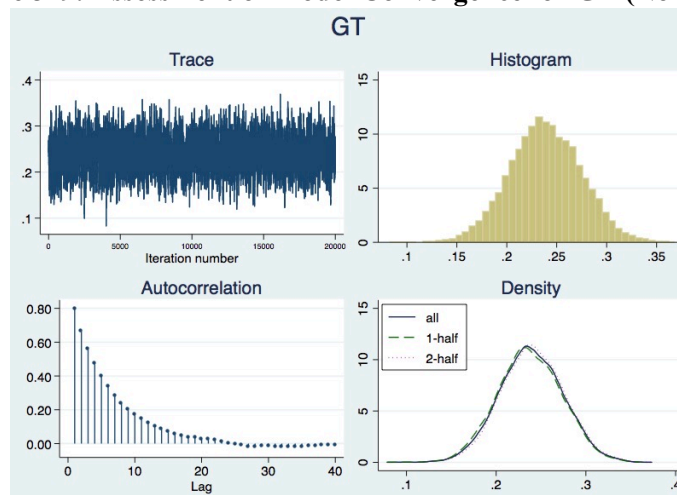 GT
Trace
.4
.3
.2
.1
0 5000 10000 15000 20000
Iteration number
Histogram
15
10
5
0
.1 .15 .2 .25 .3 .35
Autocorrelation
0.80
0.60
0.40
0.20
0.00
0 10 20 30 40
Lag
Density
all
1-half
2-half
15
10
5
0
.1 .2 .3 .4